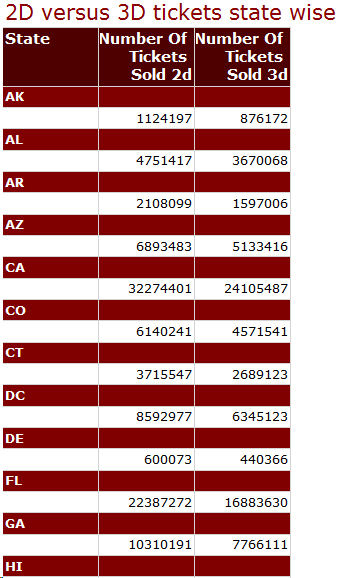 2D versus 3D tickets state wise
State Number Of Tickets Sold 2d Number Of Tickets Sold 3d
AK
1124197 876172
AL
4751417 3670068
AR
2108099 1597006
AZ
6893483 5133416
CA
32274401 24105487
CO
6140241 4571541
CT
3715547 2689123
DC
8592977 6345123
DE
600073 440366
FL
22387272 16883630
GA
10310191 7766111
HI